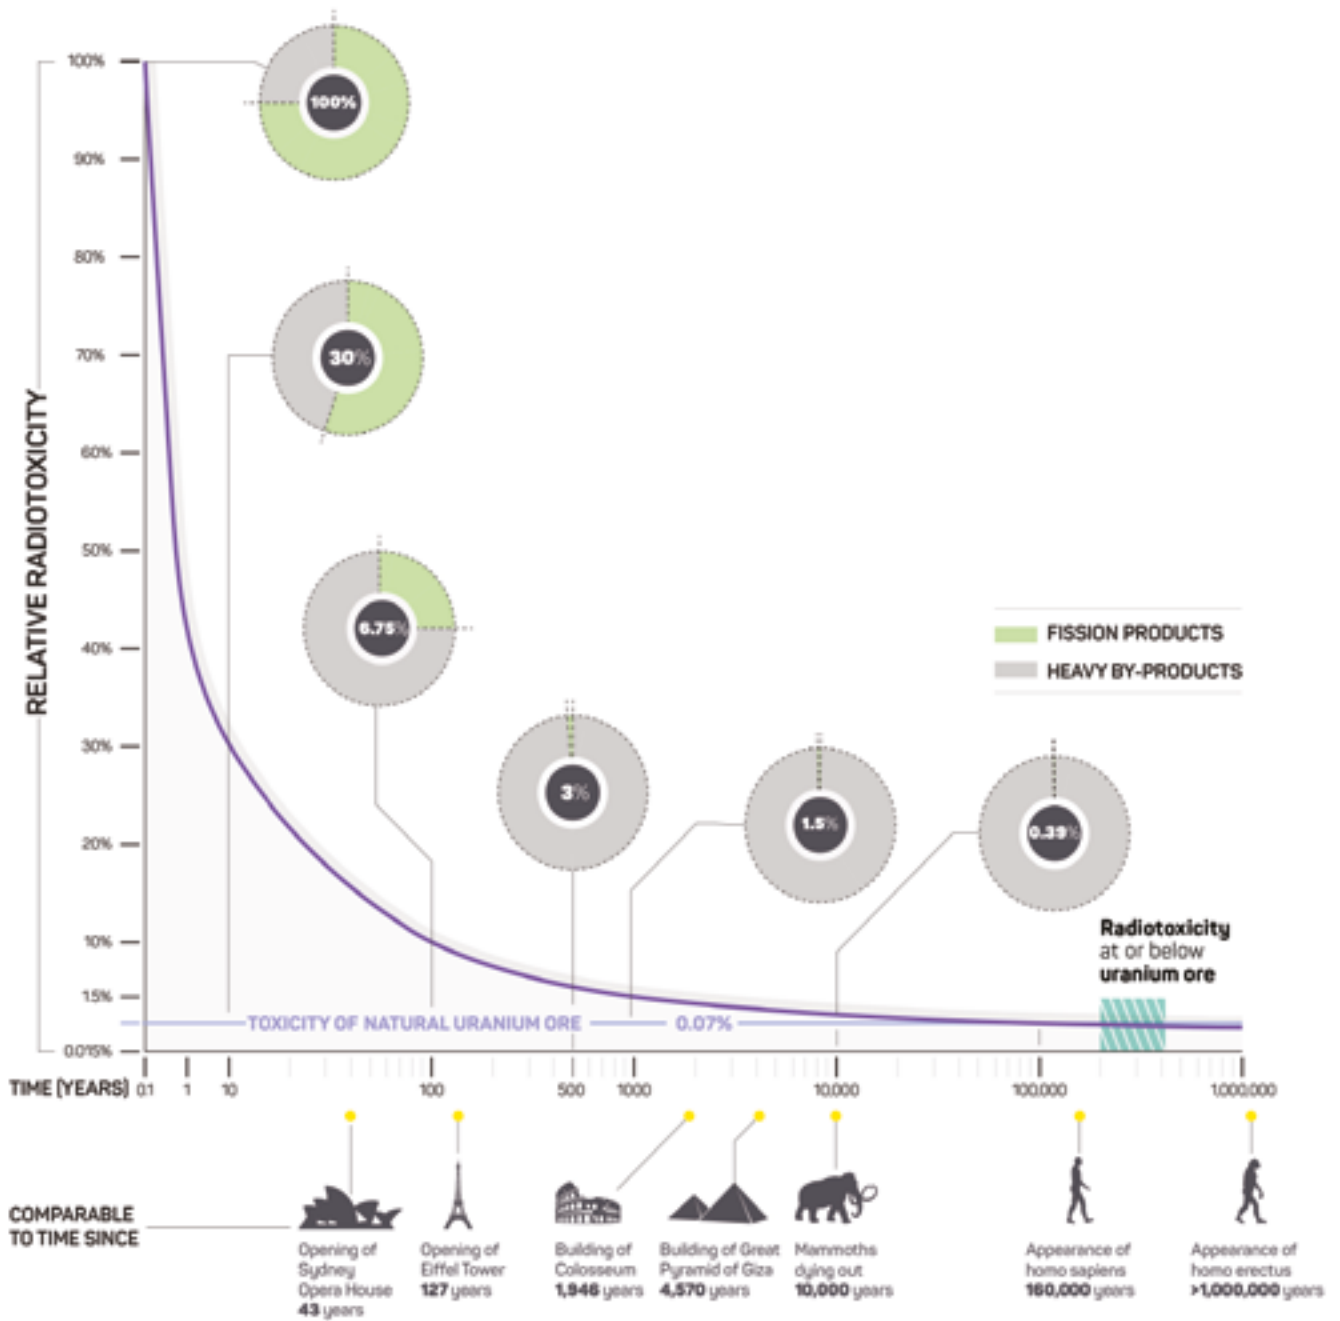 100%
100%
90%
80%
70%
30%
60%
50%
6.75%
40%
30%
20%
10%
1.5%
0.015%
RELATIVE RADIOTOXICITY
FISSION PRODUCTS
HEAVY BY-PRODUCTS
3%
1.5%
0.39%
Radiotoxicity
at or below
uranium ore
TOXICITY OF NATURAL URANIUM ORE
0.07%
TIME (YEARS)
0.1 1 10 100 500 1000 10.000 100.000 1.000.000
COMPARABLE
TO TIME SINCE
Opening of
Sydney
Opera House
43 years
Opening of
Eiffel Tower
127 years
Building of
Colosseum
1,946 years
Building of Great
Pyramid of Giza
4,570 years
Mammoths
dying out
10,000 years
Appearance of
homo sapiens
160,000 years
Appearance of
homo erectus
>1,000,000 years